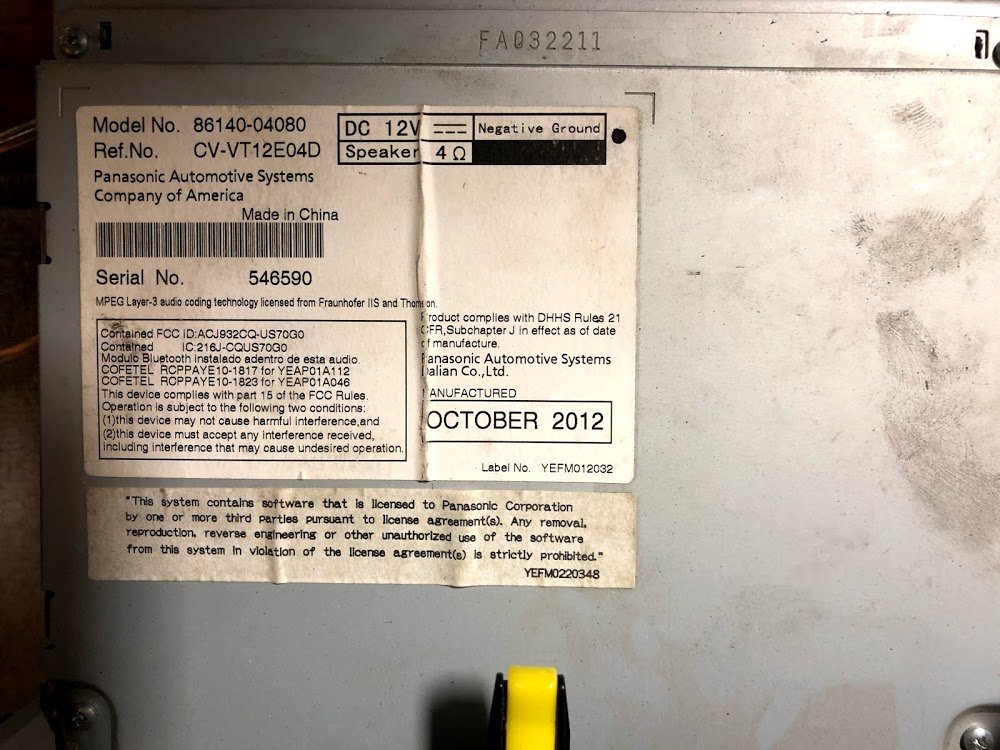 FA032211
Model No. 86140-04080
Ref.No. CV-VT12E04D
DC 12V Negative Ground
Speaker 4Ω
Panasonic Automotive Systems
Company of America
Made in China
Serial No. 546590
MPEG Layer-3 audio coding technology licensed from Fraunhofer IIS and Thomson.
Contained FCC ID:ACJ932CQ-US70G0
Contained IC:216J-CQUS70G0
Modulo Bluetooth instalado adentro de esta audio.
COFETEL RCPPAYE10-1817 for YEAP01A112
COFETEL RCPPAYE10-1823 for YEAP01A046
This device complies with part 15 of the FCC Rules.
Operation is subject to the following two conditions:
(1)this device may not cause harmful interference,and
(2)this device must accept any interference received,
including interference that may cause undesired operation.
Product complies with DHHS Rules 21
CFR,Subchapter J in effect as of date
of manufacture.
Panasonic Automotive Systems
Dalian Co.,Ltd.
MANUFACTURED
OCTOBER 2012
Label No. YEFM012032
"This system contains software that is licensed to Panasonic Corporation
by one or more third parties pursuant to license agreement(s). Any removal,
reproduction, reverse engineering or other unauthorized use of the software
from this system in violation of the license agreement(s) is strictly prohibited."
YEFM0220348